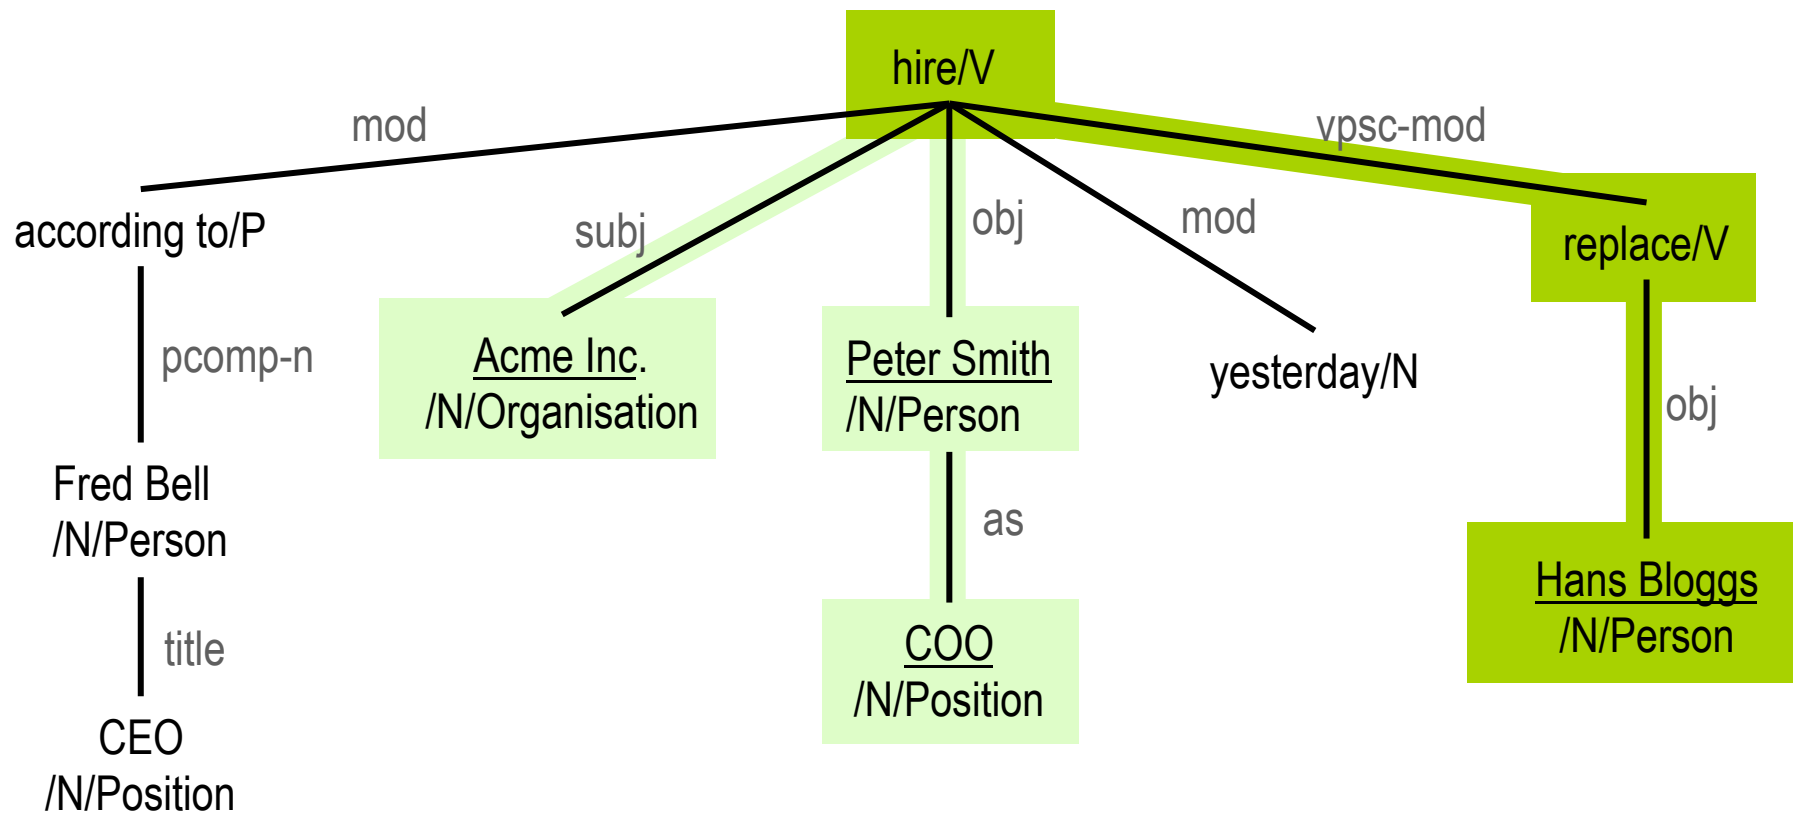 hire/V
mod
vpsc-mod
according to/P
subj
obj
mod
replace/V
pcomp-n
Acme Inc.
/N/Organisation
Peter Smith
/N/Person
yesterday/N
obj
Fred Bell
/N/Person
as
Hans Bloggs
/N/Person
title
COO
/N/Position
CEO
/N/Position